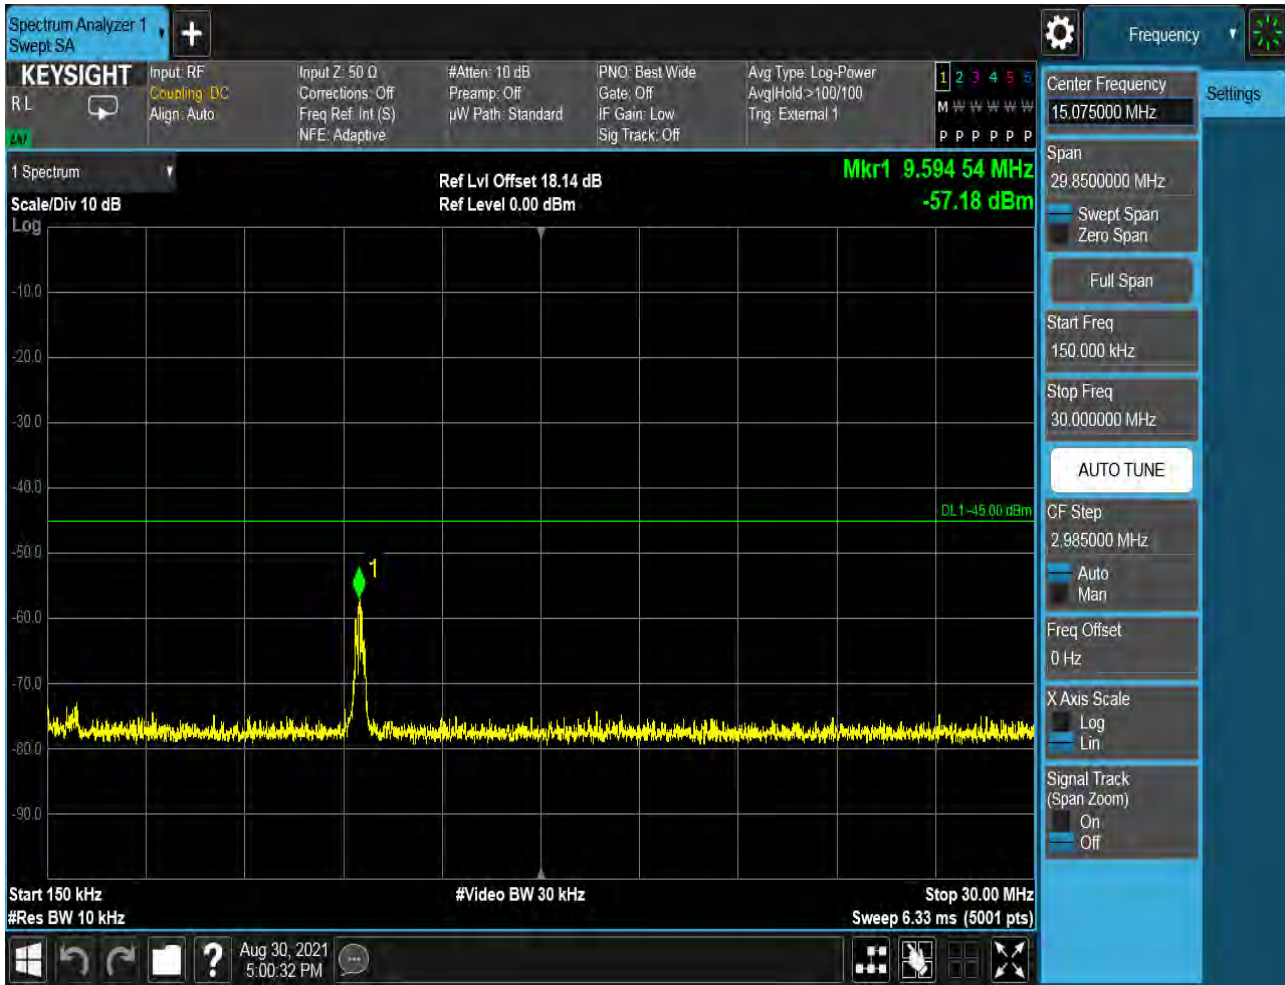 Spectrum Analyzer 1
Swept SA
Frequency
KEYSIGHT
R L
LNI
Input: RF
Coupling: DC
Align: Auto
Input Z: 50 Ω
Corrections: Off
Freq Ref: Int (S)
NFE: Adaptive
#Atten: 10 dB
Preamp: Off
µW Path: Standard
PNO: Best Wide
Gate: Off
IF Gain: Low
Sig Track: Off
Avg Type: Log-Power
Avg|Hold:>100/100
Trig: External 1
1 2 3 4 5 6
M W W W W W
P P P P P P
1 Spectrum
Scale/Div 10 dB
Log
Ref Lvl Offset 18.14 dB
Ref Level 0.00 dBm
Mkr1 9.594 54 MHz
-57.18 dBm
-10.0
-20.0
-30.0
-40.0
-50.0
-60.0
-70.0
-80.0
-90.0
DL1 -45.00 dBm
1
Start 150 kHz
#Res BW 10 kHz
#Video BW 30 kHz
Stop 30.00 MHz
Sweep 6.33 ms (5001 pts)
Aug 30, 2021
5:00:32 PM
Center Frequency
15.075000 MHz
Settings
Span
29.8500000 MHz
Swept Span
Zero Span
Full Span
Start Freq
150.000 kHz
Stop Freq
30.000000 MHz
AUTO TUNE
CF Step
2.985000 MHz
Auto
Man
Freq Offset
0 Hz
X Axis Scale
Log
Lin
Signal Track
(Span Zoom)
On
Off